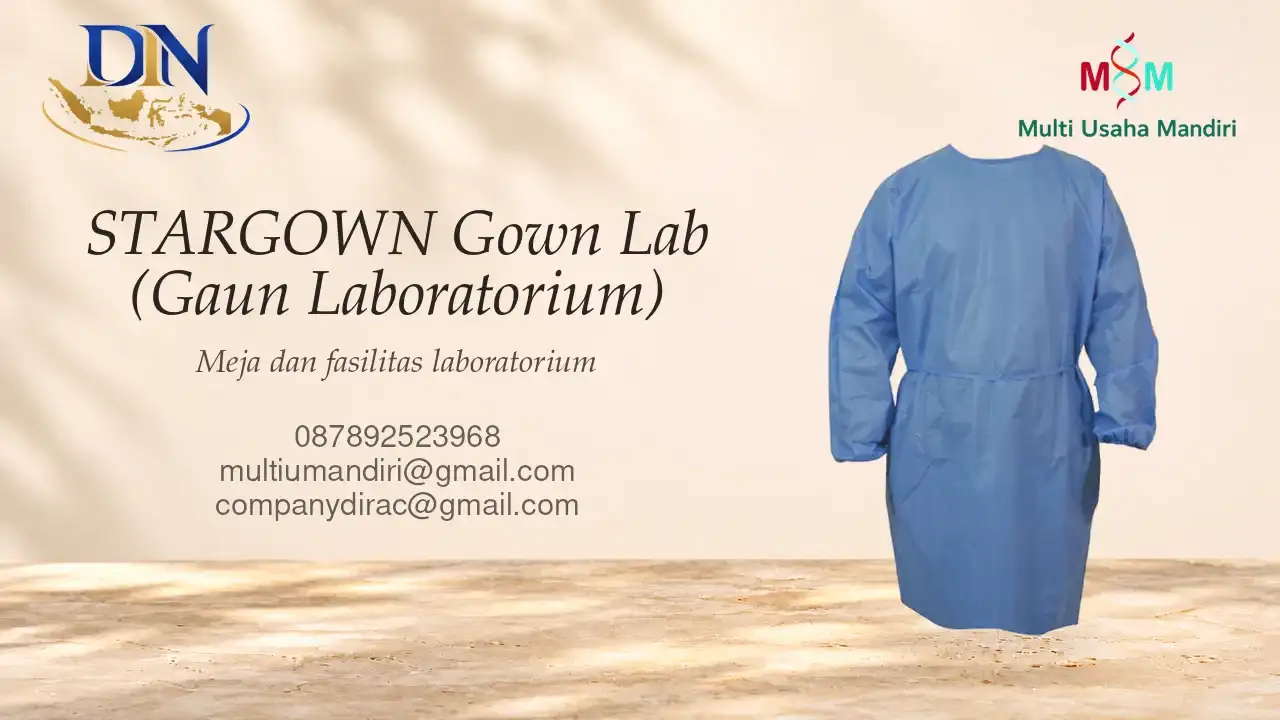 DN
M M
Multi Usaha Mandiri
STARGOWN Gown Lab
(Gaun Laboratorium)
Meja dan fasilitas laboratorium
087892523968
multiumandiri@gmail.com
companydirac@gmail.com